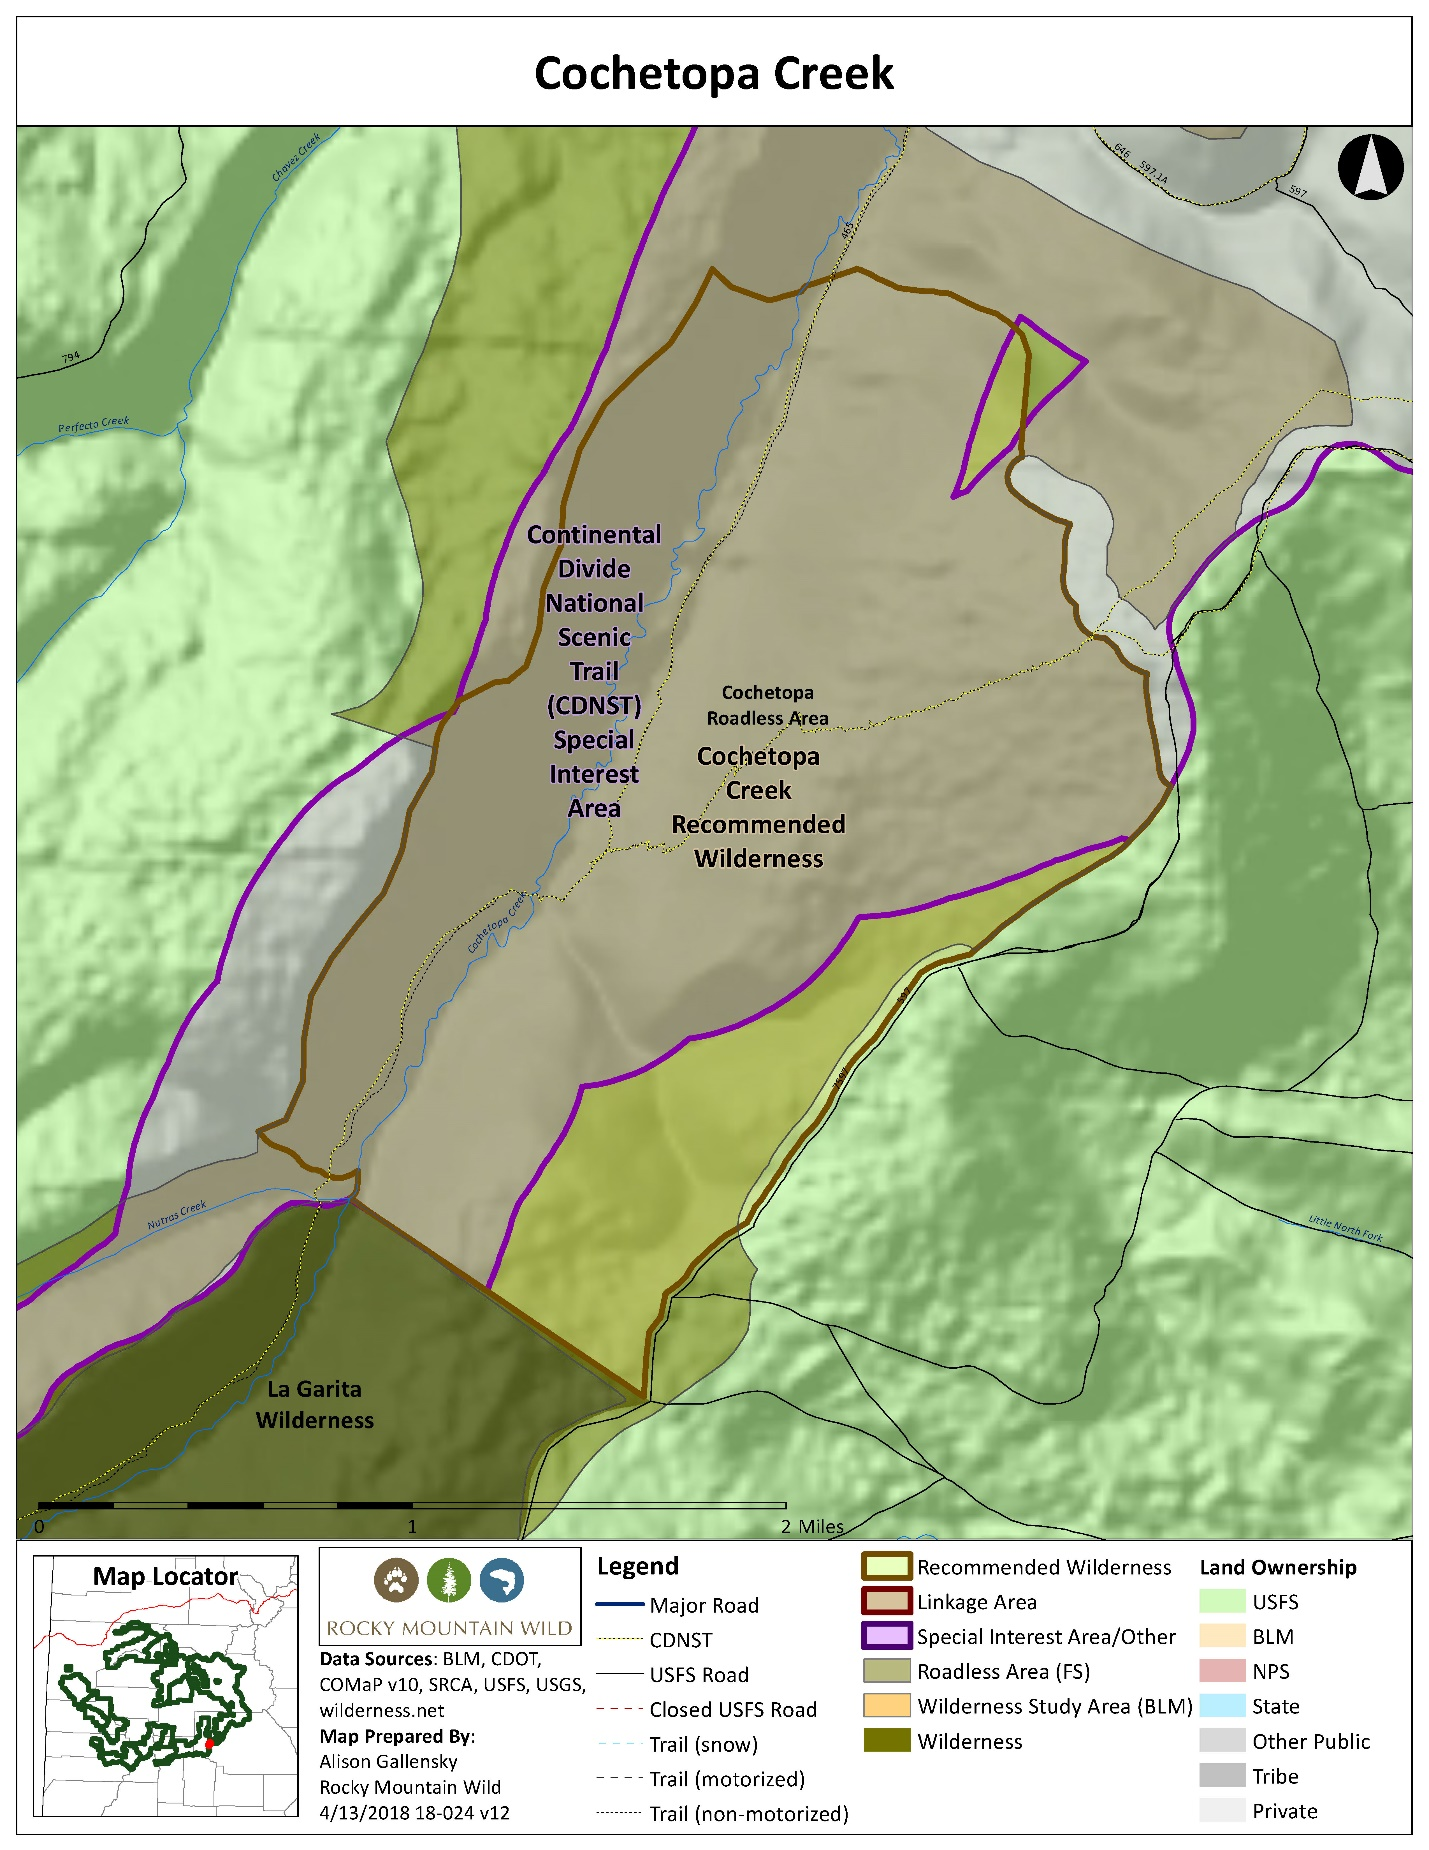 Cochetopa Creek
Chavez Creek
646
597.1A
597
465
794
Perfecto Creek
Continental
Divide
National
Scenic
Trail
(CDNST)
Special
Interest
Area
Cochetopa
Roadless Area
Cochetopa
Creek
Recommended
Wilderness
Cochetopa Creek
597
Nutras Creek
Little North Fork
La Garita
Wilderness
0
1
2 Miles
Map Locator
ROCKY MOUNTAIN WILD
Data Sources: BLM, CDOT,
COMaP v10, SRCA, USFS, USGS,
wilderness.net
Map Prepared By:
Alison Gallensky
Rocky Mountain Wild
4/13/2018 18-024 v12
Legend
Major Road
CDNST
USFS Road
Closed USFS Road
Trail (snow)
Trail (motorized)
Trail (non-motorized)
Recommended Wilderness
Linkage Area
Special Interest Area/Other
Roadless Area (FS)
Wilderness Study Area (BLM)
Wilderness
Land Ownership
USFS
BLM
NPS
State
Other Public
Tribe
Private